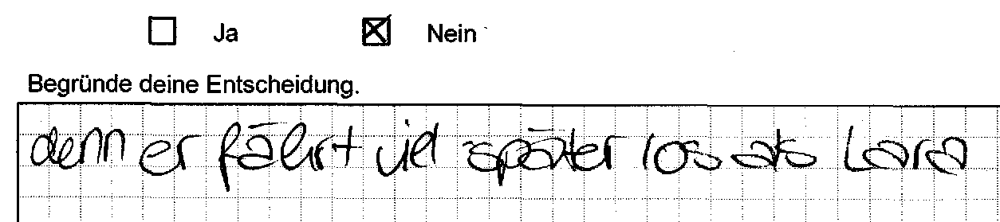 Ja Nein
Begründe deine Entscheidung.
denn er fährt viel später los als Lara